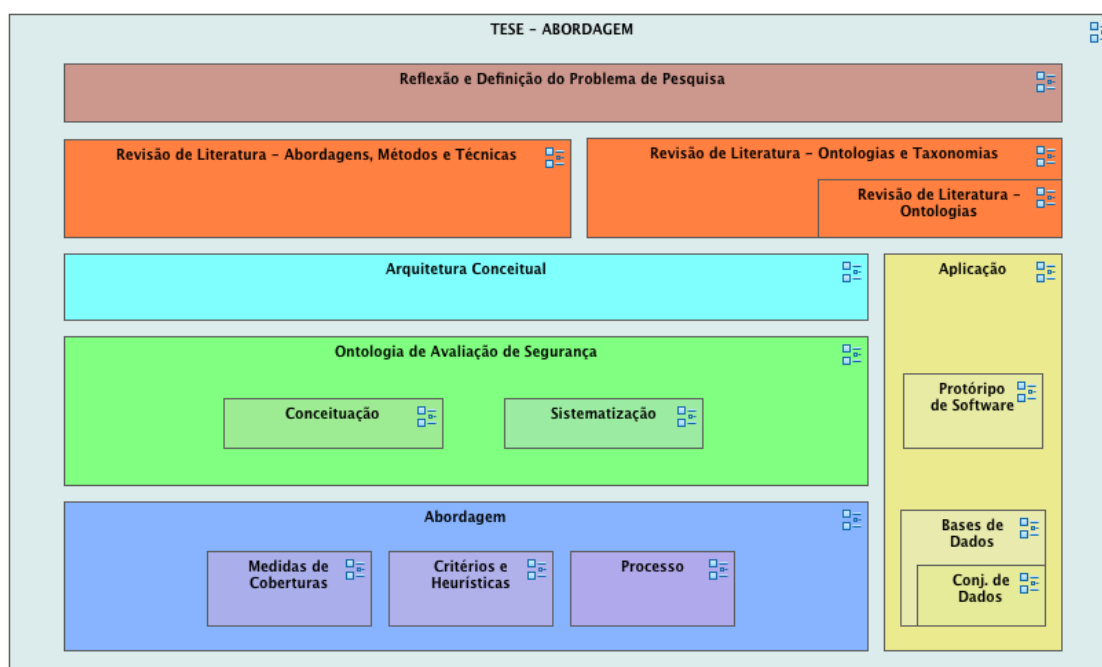 TESE – ABORDAGEM
Reflexão e Definição do Problema de Pesquisa
Revisão de Literatura – Abordagens, Métodos e Técnicas
Revisão de Literatura – Ontologias e Taxonomias
Revisão de Literatura –
Ontologias
Arquitetura Conceitual
Aplicação
Ontologia de Avaliação de Segurança
Conceituação
Sistematização
Protóripo
de Software
Abordagem
Medidas de
Coberturas
Critérios e
Heurísticas
Processo
Bases de
Dados
Conj. de
Dados